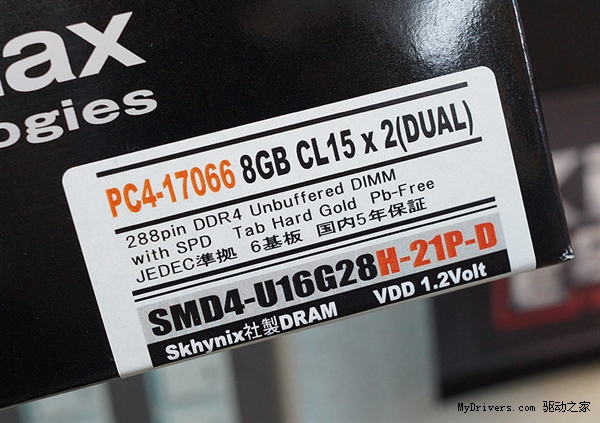 ax
ogies
PC4-17066 8GB CL15 x 2(DUAL)
288pin DDR4 Unbuffered DIMM
with SPD Tab Hard Gold Pb-Free
JEDEC準拠 6基板 国内5年保証
SMD4-U16G28H-21P-D
Skhynix社製DRAM VDD 1.2Volt
MyDrivers.com 驱动之家